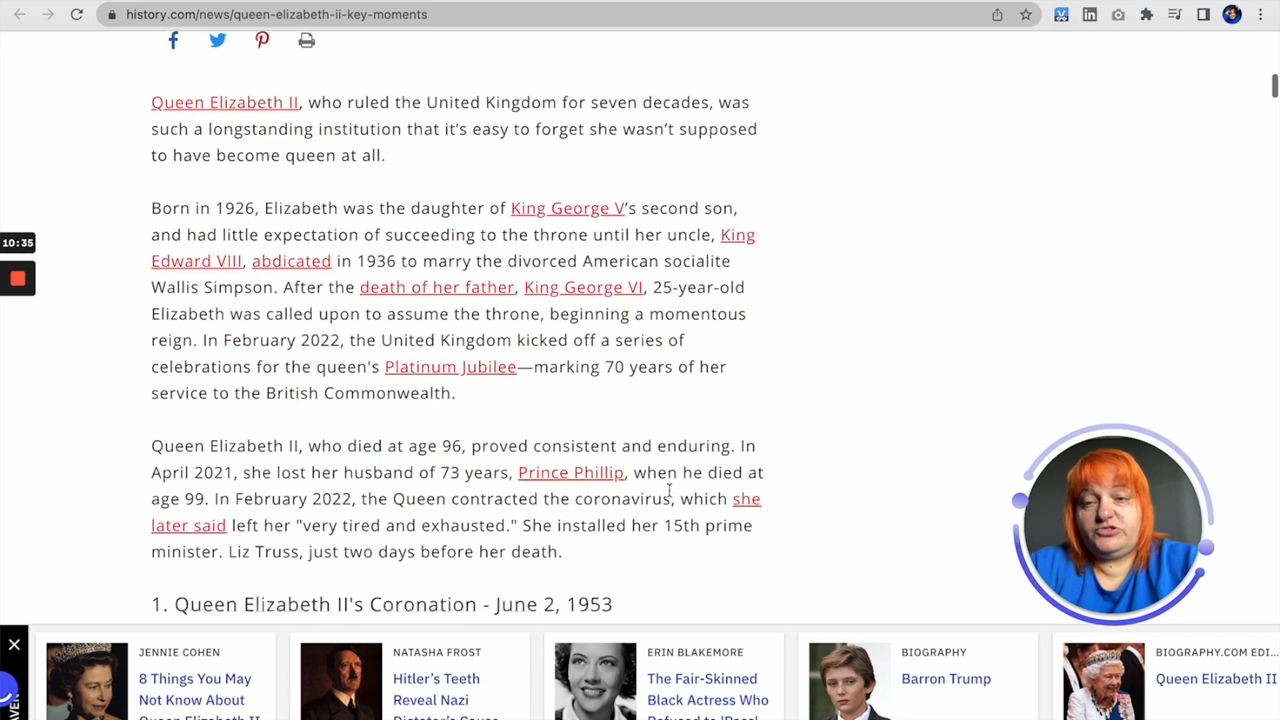 history.com/news/queen-elizabeth-ii-key-moments
Queen Elizabeth II, who ruled the United Kingdom for seven decades, was
such a longstanding institution that it's easy to forget she wasn't supposed
to have become queen at all.
Born in 1926, Elizabeth was the daughter of King George V's second son,
and had little expectation of succeeding to the throne until her uncle, King
Edward VIII, abdicated in 1936 to marry the divorced American socialite
Wallis Simpson. After the death of her father, King George VI, 25-year-old
Elizabeth was called upon to assume the throne, beginning a momentous
reign. In February 2022, the United Kingdom kicked off a series of
celebrations for the queen's Platinum Jubilee—marking 70 years of her
service to the British Commonwealth.
Queen Elizabeth II, who died at age 96, proved consistent and enduring. In
April 2021, she lost her husband of 73 years, Prince Phillip, when he died at
age 99. In February 2022, the Queen contracted the coronavirus, which she
later said left her "very tired and exhausted." She installed her 15th prime
minister. Liz Truss, just two days before her death.
1. Queen Elizabeth II's Coronation - June 2, 1953
10:35
JENNIE COHEN
8 Things You May
Not Know About
Queen Elizabeth II
NATASHA FROST
Hitler's Teeth
Reveal Nazi
Dictator's Cause
ERIN BLAKEMORE
The Fair-Skinned
Black Actress Who
Refused to 'Pass'
BIOGRAPHY
Barron Trump
BIOGRAPHY.COM EDI...
Queen Elizabeth II